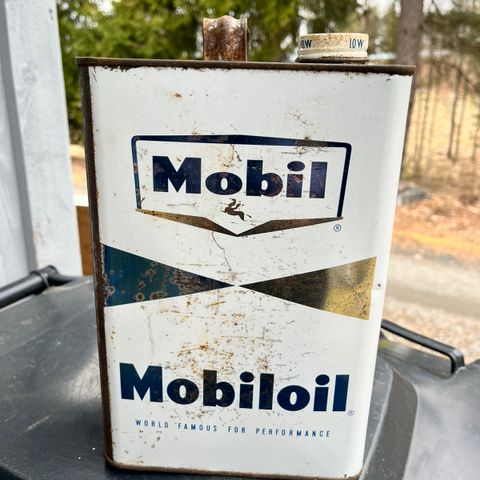 10W 10W
Mobil
®
Mobiloil®
WORLD FAMOUS FOR PERFORMANCE